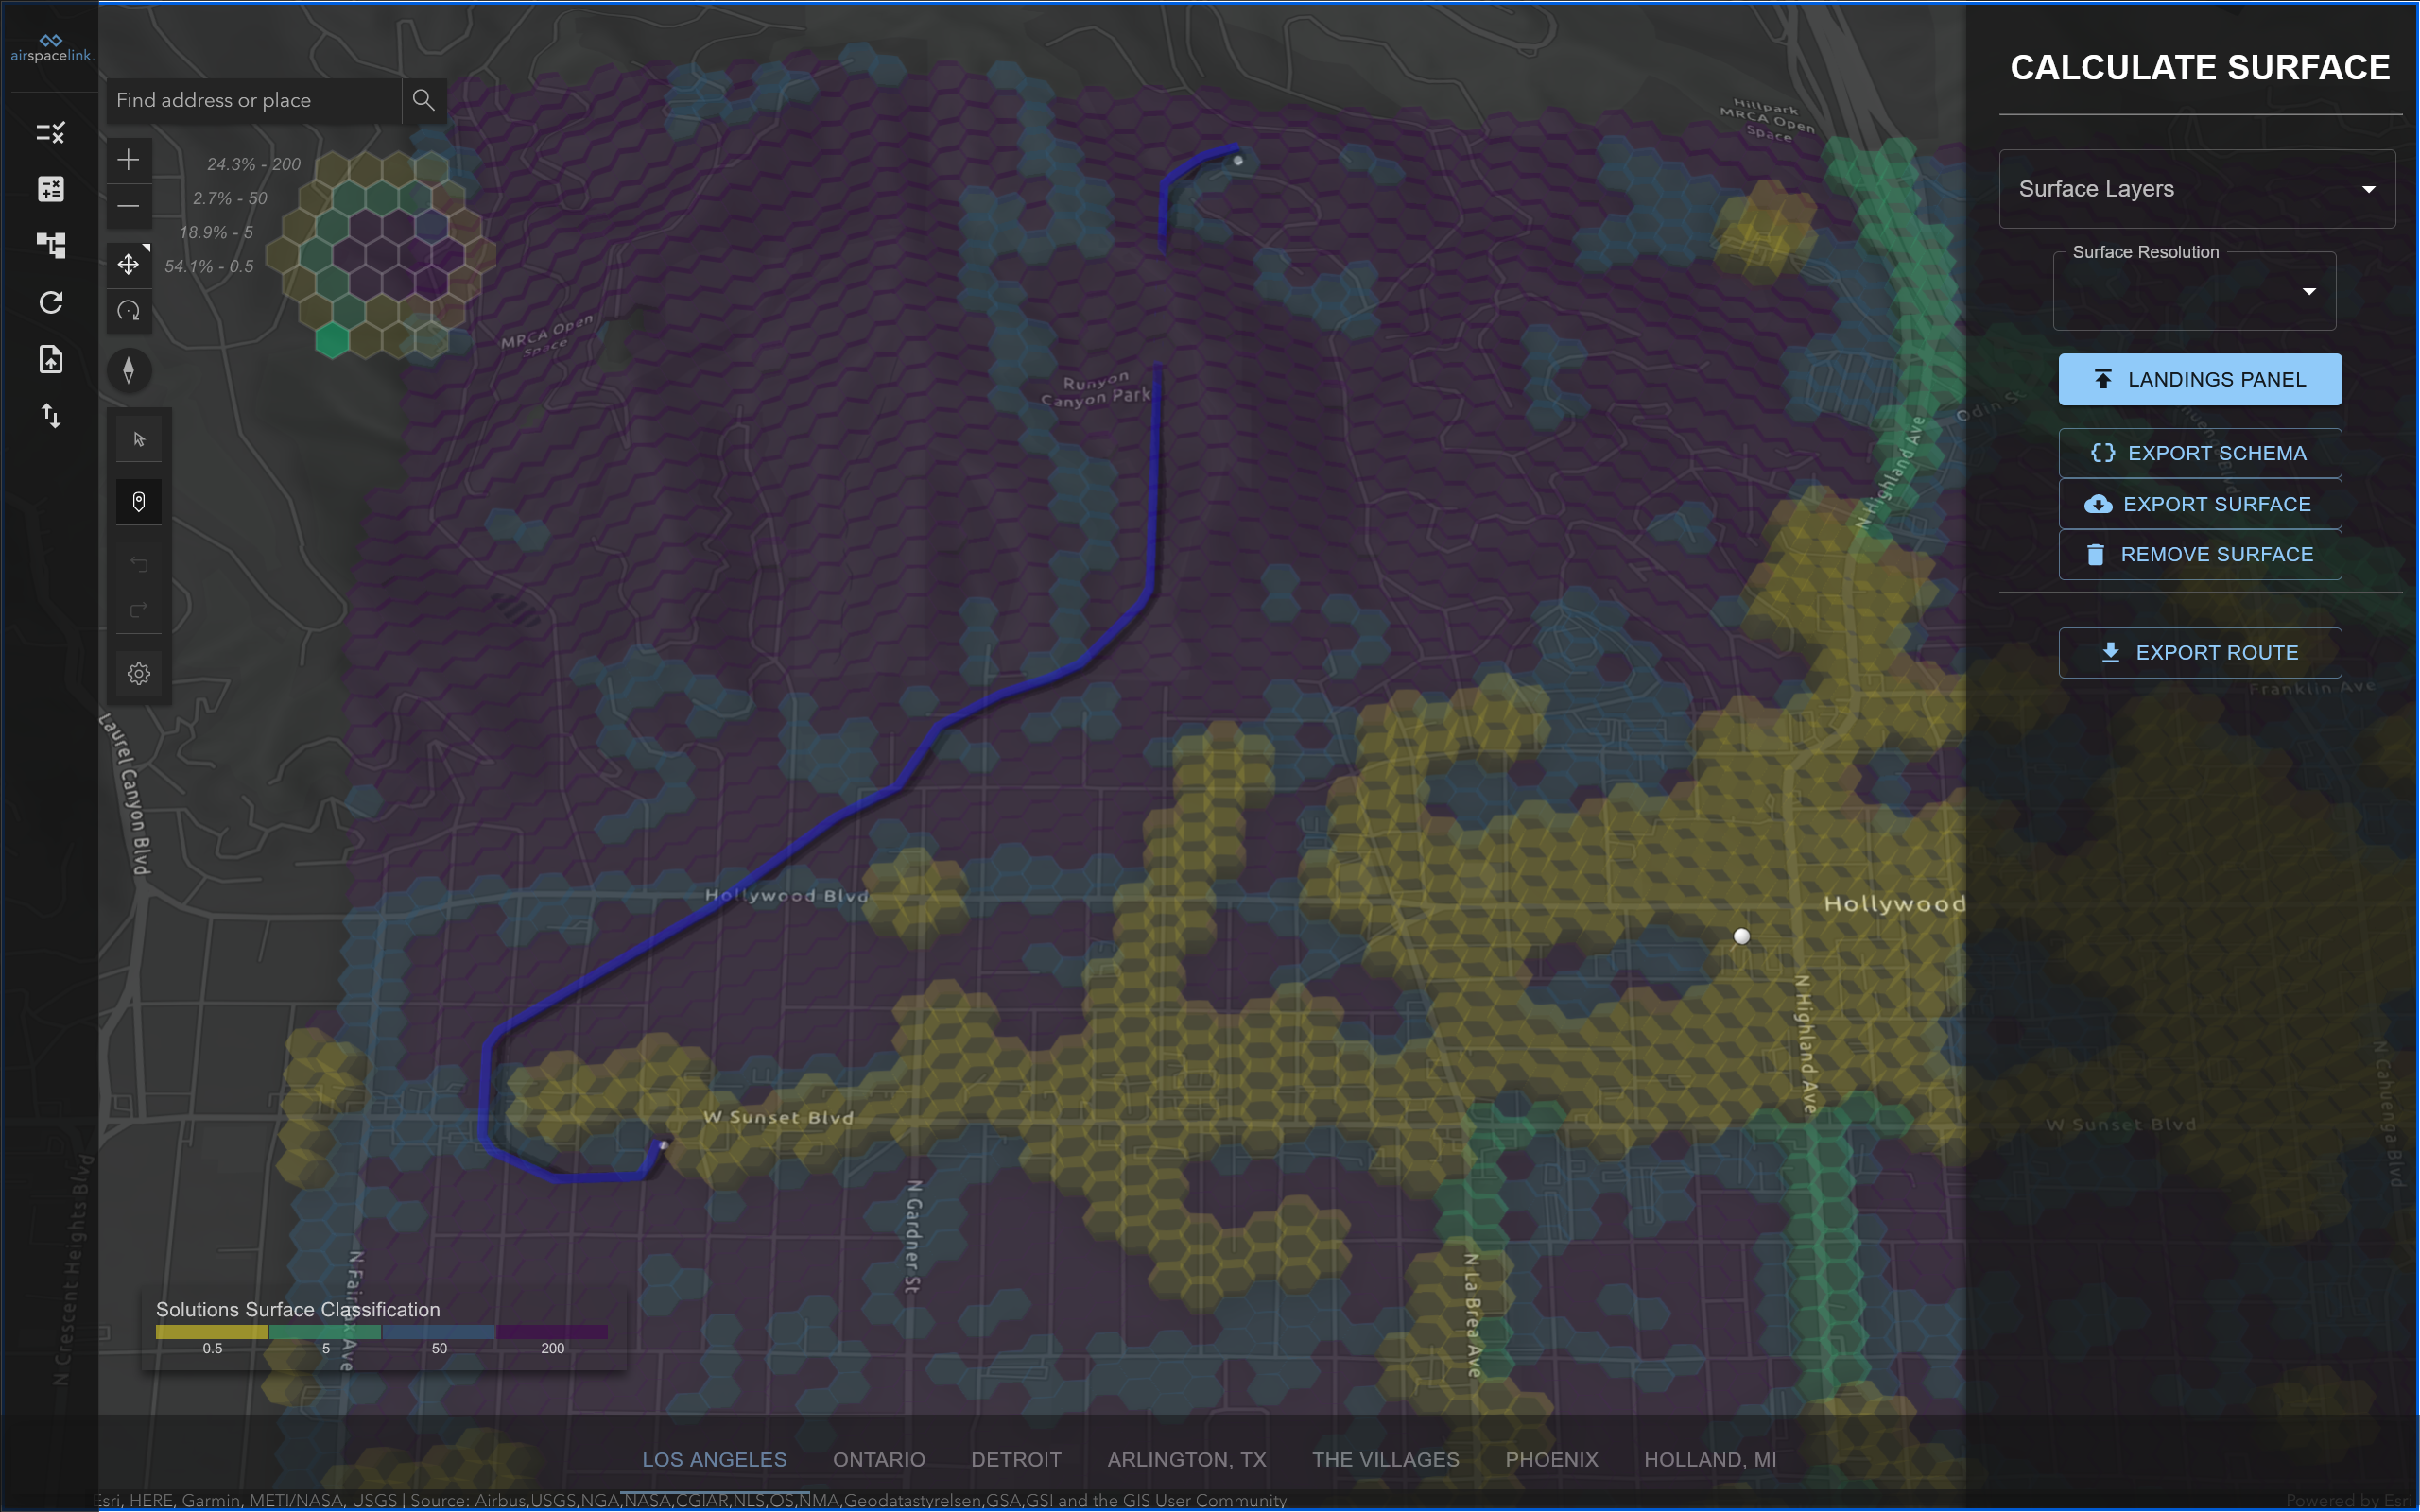 airspacelink.
Find address or place
24.3% - 200
2.7% - 50
18.9% - 5
54.1% - 0.5
MRCA Open
space
Runyon
Canyon Park
Hillpark
MRCA Open
Space
N Highland Ave
Odin St
Laurel Canyon Blvd
Franklin Ave
Hollywood Blvd
Hollywood
W Sunset Blvd
N Highland Ave
W Sunset Blvd
N Cahuenga Blvd
N Crescent Heights Blvd
N Fairfax Ave
N Gardner St
N La Brea Ave
CALCULATE SURFACE
Surface Layers
Surface Resolution
LANDINGS PANEL
EXPORT SCHEMA
EXPORT SURFACE
REMOVE SURFACE
EXPORT ROUTE
Solutions Surface Classification
0.5 5 50 200
LOS ANGELES ONTARIO DETROIT ARLINGTON, TX THE VILLAGES PHOENIX HOLLAND, MI
Esri, HERE, Garmin, METI/NASA, USGS | Source: Airbus,USGS,NGA,NASA,CGIAR,NLS,OS,NMA,Geodatastyrelsen,GSA,GSI and the GIS User Community
Powered by Esri